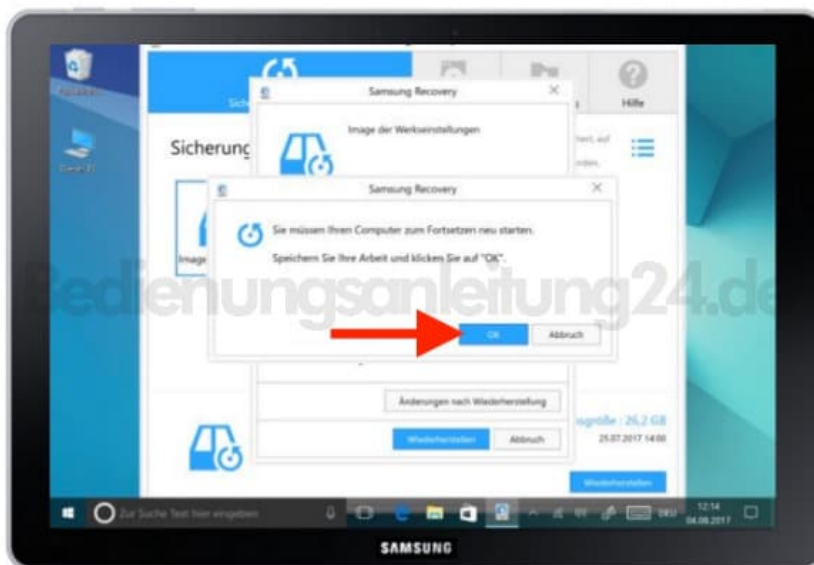 Samsung Recovery
Hilfe
Image der Werkseinstellungen
Sicherung
Samsung Recovery
Sie müssen Ihren Computer zum Fortsetzen neu starten.
Speichern Sie Ihre Arbeit und klicken Sie auf "OK".
Image
Bedienungsanleitung24.de
OK Abbruch
Änderungen nach Wiederherstellung
26,2 GB
25.07.2017 14:00
Wiederherstellen Abbruch
Wiederherstellen
Zur Suche Text hier eingeben
DEU
12:14
04.08.2017
SAMSUNG